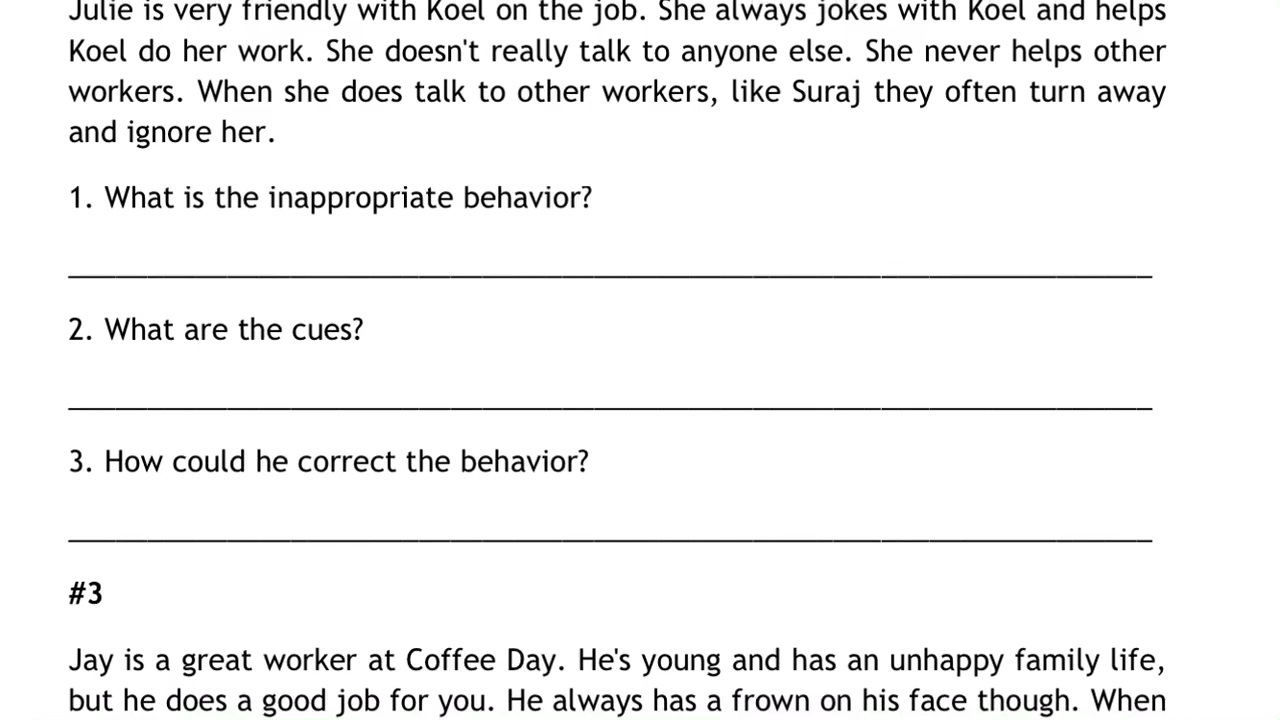 Julie is very friendly with Koel on the job. She always jokes with Koel and helps
Koel do her work. She doesn't really talk to anyone else. She never helps other
workers. When she does talk to other workers, like Suraj they often turn away
and ignore her.
1. What is the inappropriate behavior?
2. What are the cues?
3. How could he correct the behavior?
#3
Jay is a great worker at Coffee Day. He's young and has an unhappy family life,
but he does a good job for you. He always has a frown on his face though. When